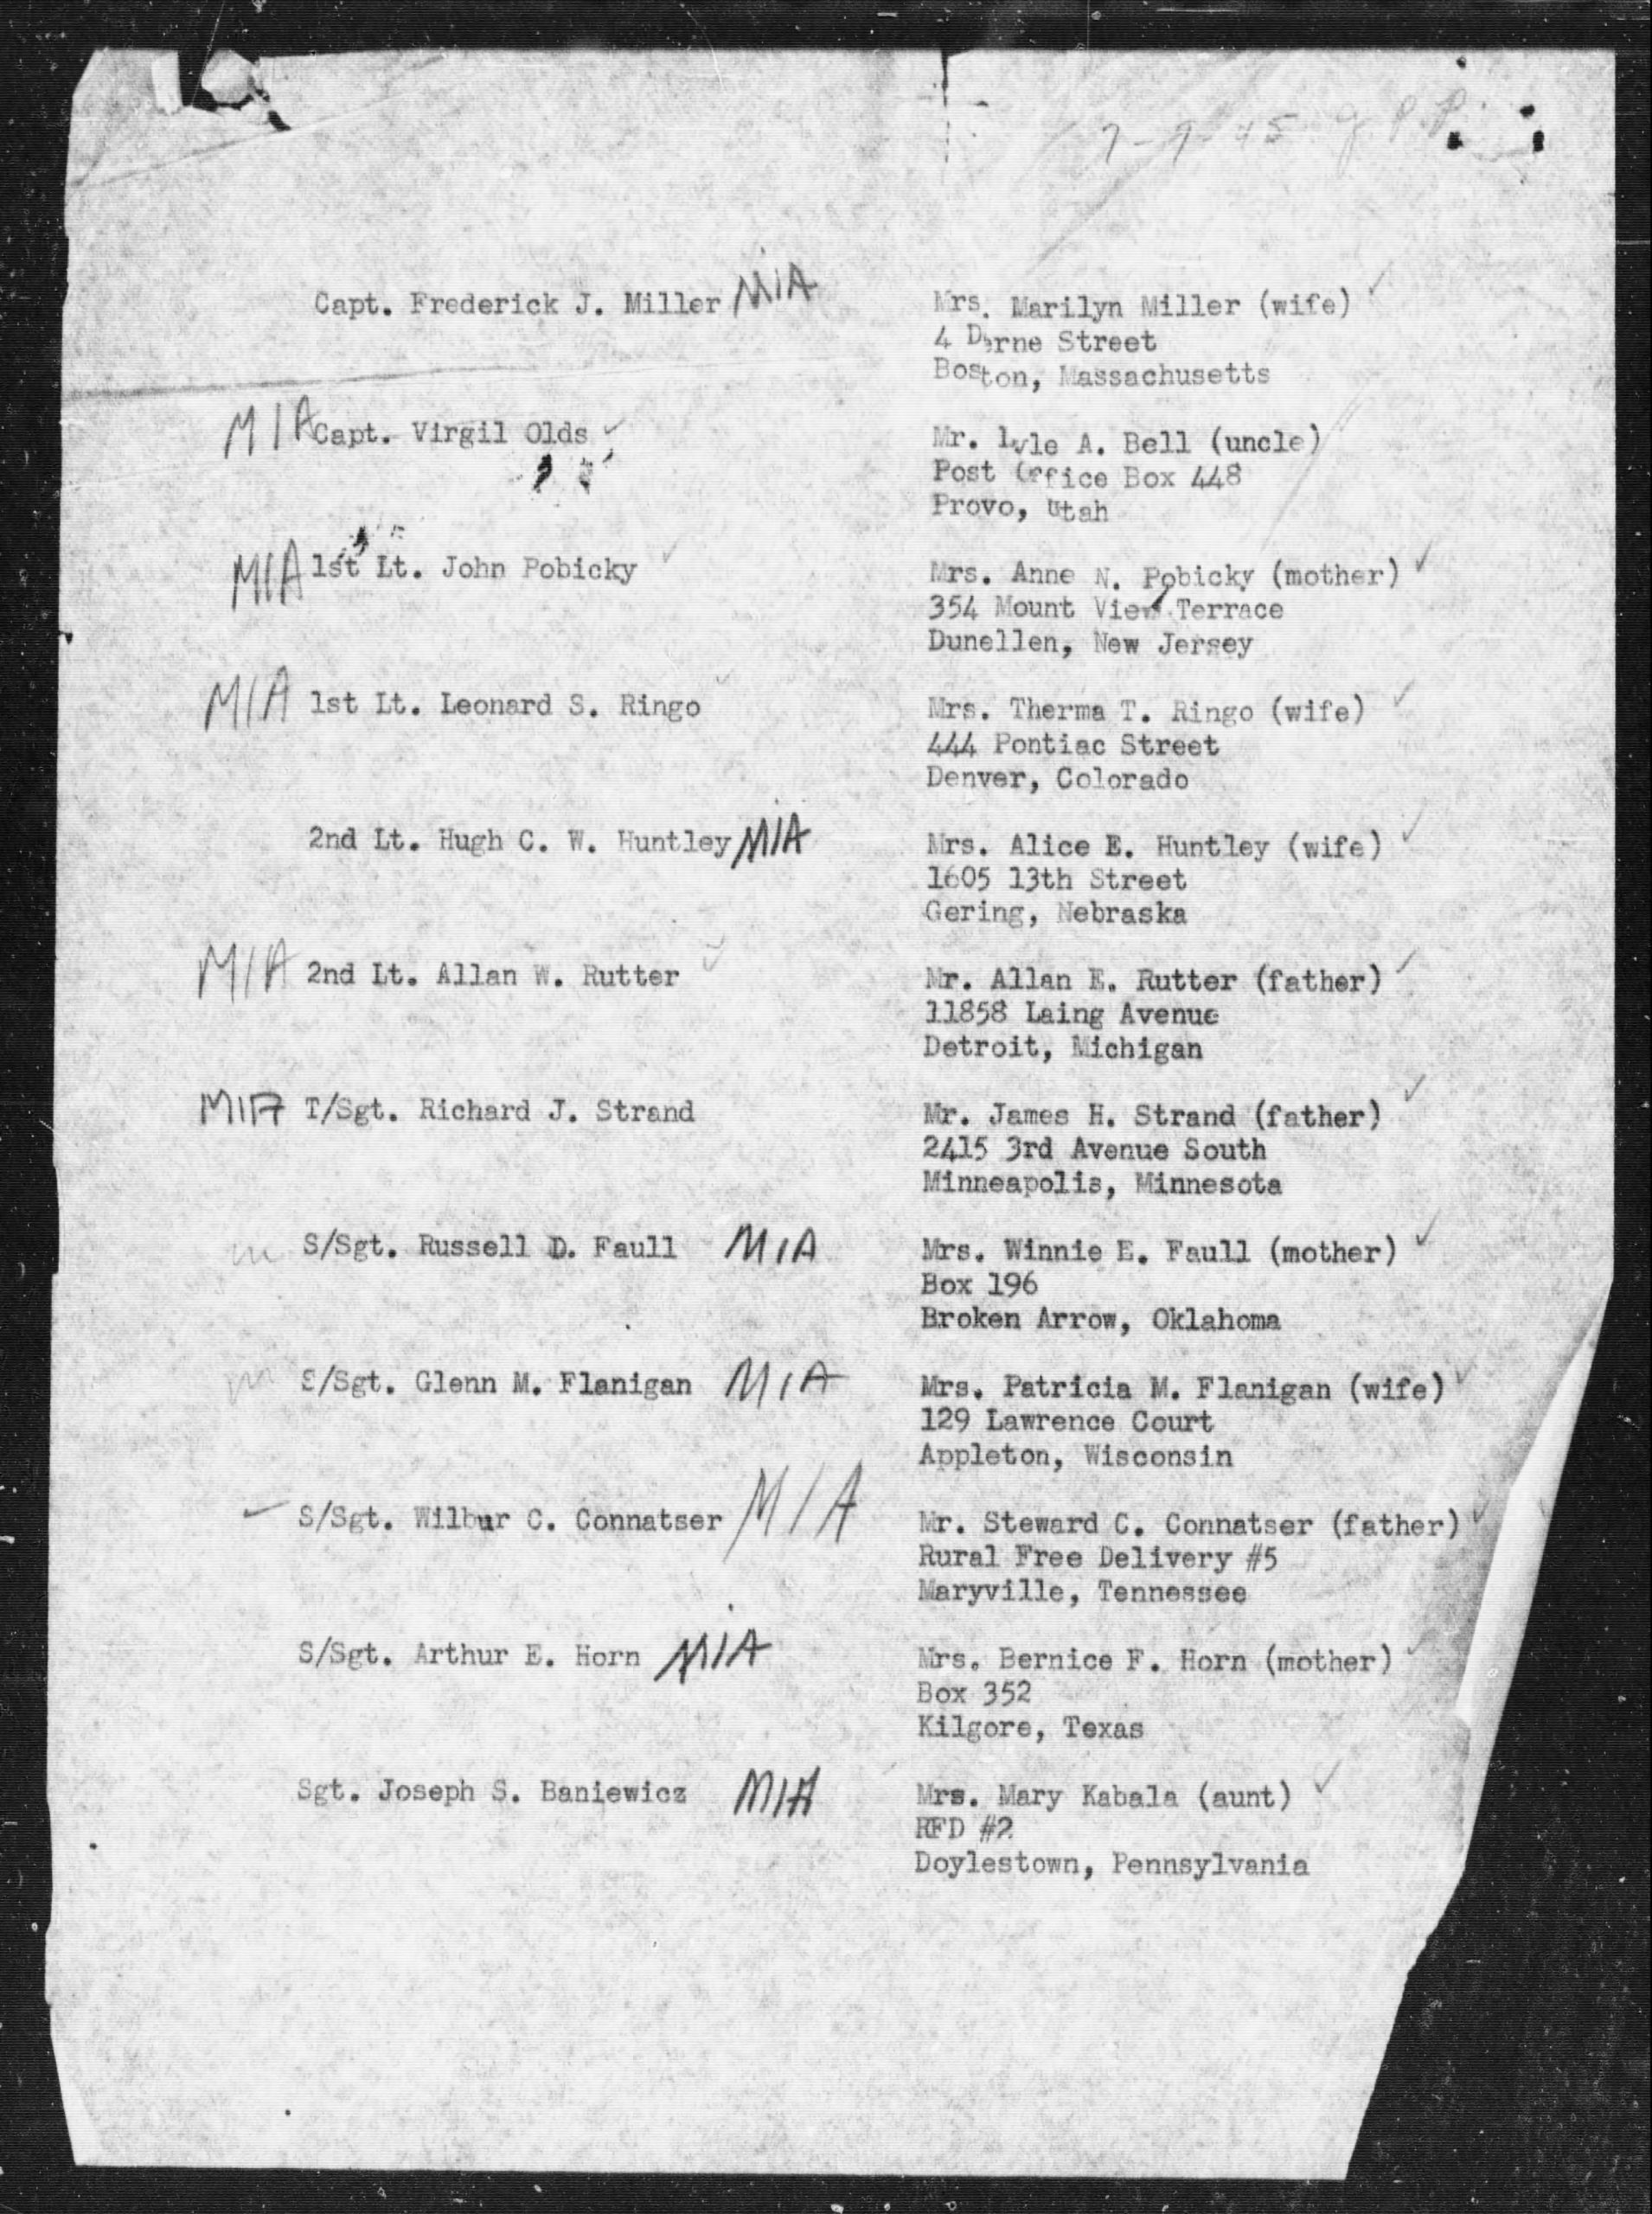 7-9-45 J.P.P.
Capt. Frederick J. Miller MIA
Mrs. Marilyn Miller (wife)
4 Derne Street
Boston, Massachusetts
MIA Capt. Virgil Olds
Mr. Lyle A. Bell (uncle)
Post Office Box 448
Provo, Utah
MIA 1st Lt. John Pobicky
Mrs. Anne N. Pobicky (mother)
354 Mount View Terrace
Dunellen, New Jersey
MIA 1st Lt. Leonard S. Ringo
Mrs. Therma T. Ringo (wife)
444 Pontiac Street
Denver, Colorado
2nd Lt. Hugh C. W. Huntley MIA
Mrs. Alice E. Huntley (wife)
1605 13th Street
Gering, Nebraska
MIA 2nd Lt. Allan W. Rutter
Mr. Allan E. Rutter (father)
11858 Laing Avenue
Detroit, Michigan
MIA T/Sgt. Richard J. Strand
Mr. James H. Strand (father)
2415 3rd Avenue South
Minneapolis, Minnesota
S/Sgt. Russell D. Faull MIA
Mrs. Winnie E. Faull (mother)
Box 196
Broken Arrow, Oklahoma
S/Sgt. Glenn M. Flanigan MIA
Mrs. Patricia M. Flanigan (wife)
129 Lawrence Court
Appleton, Wisconsin
S/Sgt. Wilbur C. Connatser MIA
Mr. Steward C. Connatser (father)
Rural Free Delivery #5
Maryville, Tennessee
S/Sgt. Arthur E. Horn MIA
Mrs. Bernice F. Horn (mother)
Box 352
Kilgore, Texas
Sgt. Joseph S. Baniewicz MIA
Mrs. Mary Kabala (aunt)
RFD #2
Doylestown, Pennsylvania